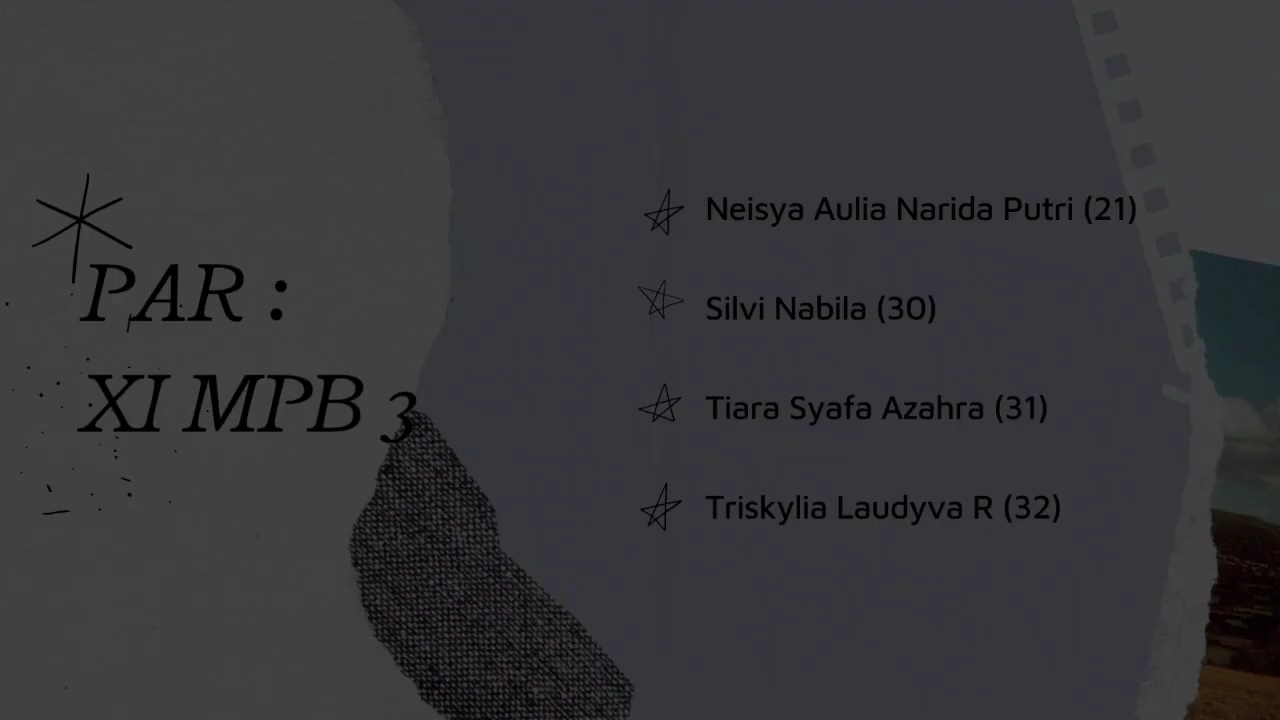 PAR :
XI MPB 3
Neisya Aulia Narida Putri (21)
Silvi Nabila (30)
Tiara Syafa Azahra (31)
Triskylia Laudyva R (32)